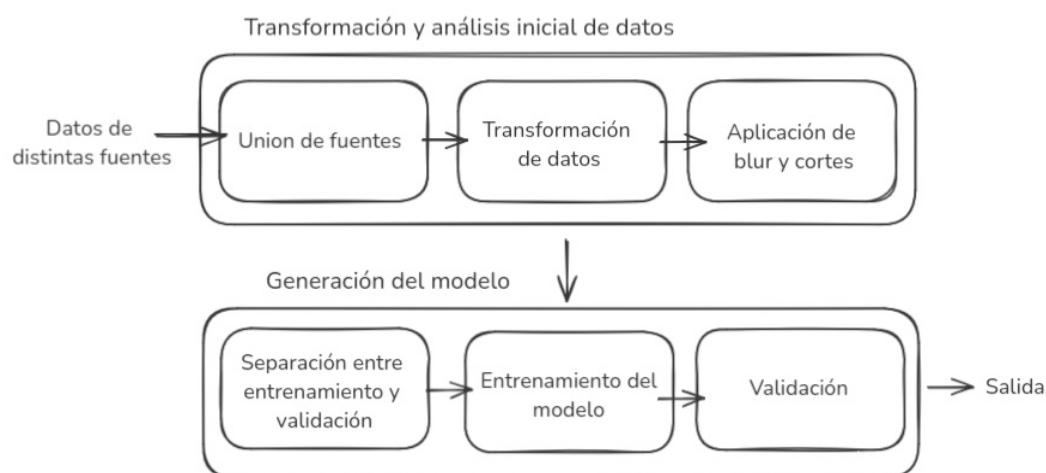 Transformación y análisis inicial de datos
Datos de
distintas fuentes
Union de fuentes
Transformación
de datos
Aplicación de
blur y cortes
Generación del modelo
Separación entre
entrenamiento y
validación
Entrenamiento del
modelo
Validación
Salida